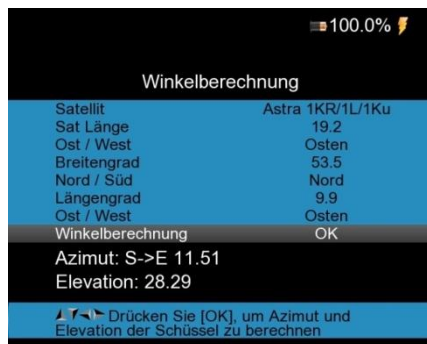 100.0%
Winkelberechnung
Satellit Astra 1KR/1L/1Ku
Sat Länge 19.2
Ost / West Osten
Breitengrad 53.5
Nord / Süd Nord
Längengrad 9.9
Ost / West Osten
Winkelberechnung OK
Azimut: S->E 11.51
Elevation: 28.29
Drücken Sie [OK], um Azimut und
Elevation der Schüssel zu berechnen